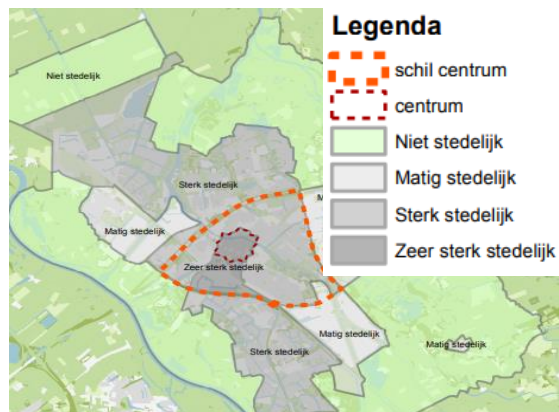 Legenda
schil centrum
centrum
Niet stedelijk
Matig stedelijk
Sterk stedelijk
Zeer sterk stedelijk
Niet stedelijk
Sterk stedelijk
Matig stedelijk
M
Zeer sterk stedelijk
Matig stedelijk
Matig stedelijk
Sterk stedelijk